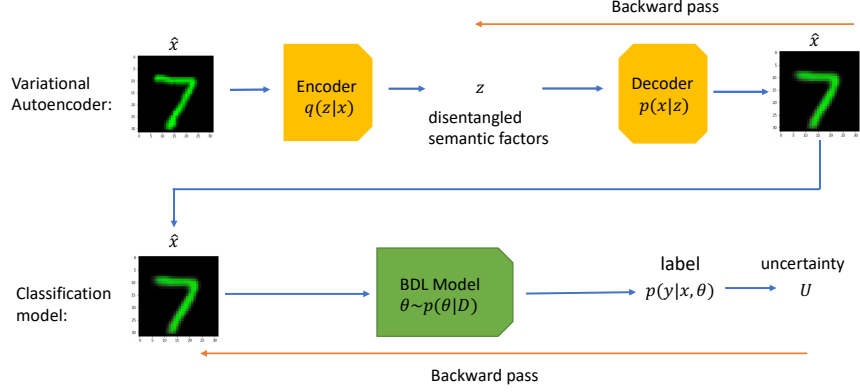 Backward pass
x̂
x̂
Variational
Autoencoder:
Encoder
q(z|x)
z
disentangled
semantic factors
Decoder
p(x|z)
x̂
Classification
model:
BDL Model
θ~p(θ|D)
label
p(y|x, θ)
uncertainty
U
Backward pass